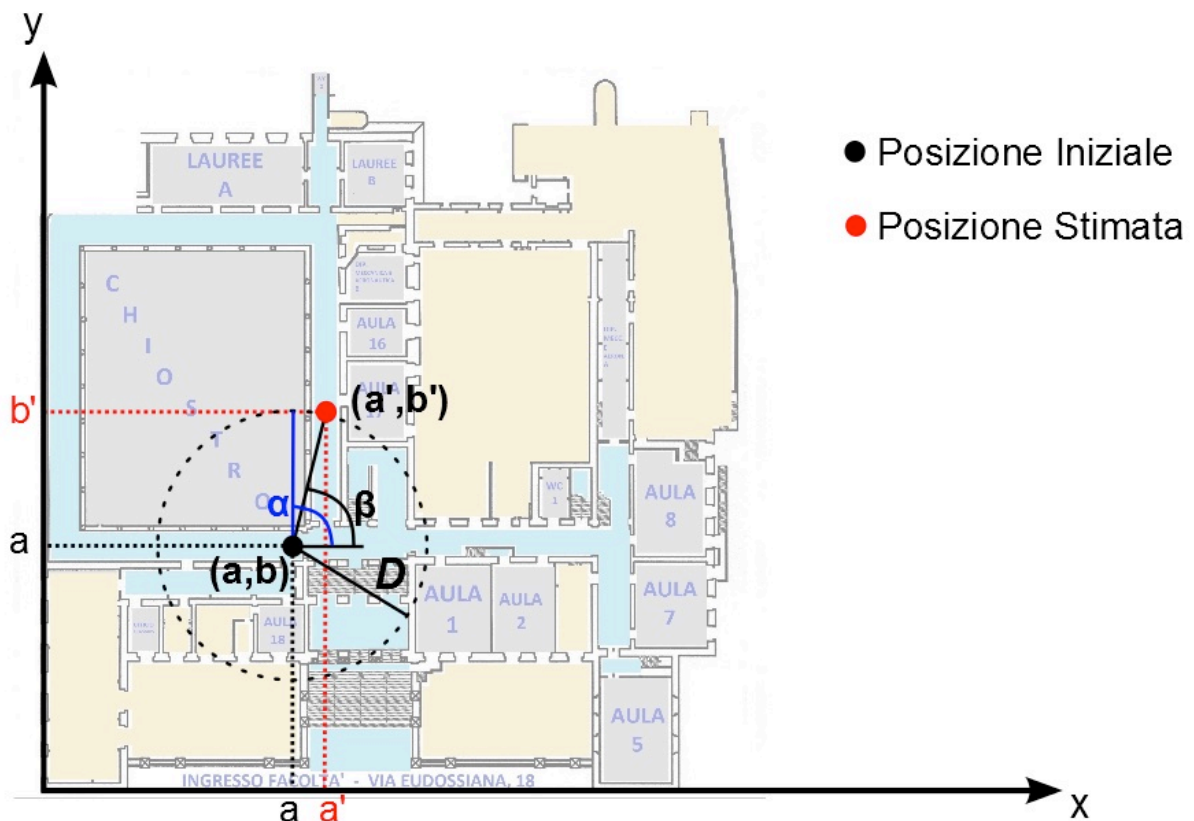 y
Posizione Iniziale
Posizione Stimata
LAUREE
A
LAUREE
B
C
H
I
O
S
T
R
O
AULA
16
AULA
17
b'
(a',b')
α
β
WC
1
AULA
8
a
(a,b)
D
AULA
1
AULA
2
AULA
7
AULA
18
AULA
5
INGRESSO FACOLTA' - VIA EUDOSSIANA, 18
a
a'
x